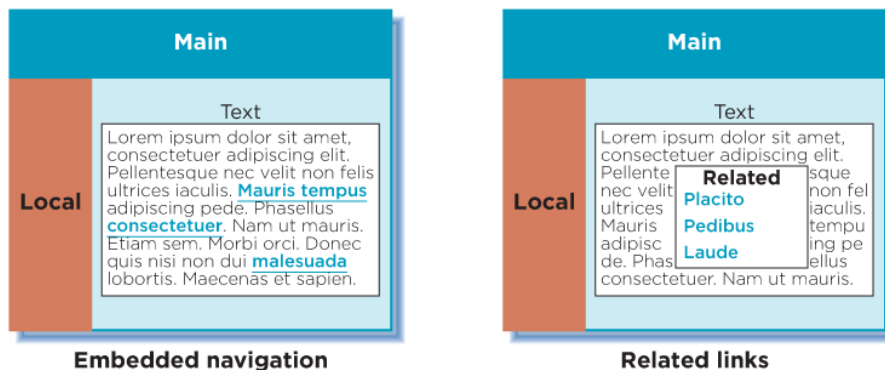 Main
Local
Text
Lorem ipsum dolor sit amet,
consectetuer adipiscing elit.
Pellentesque nec velit non felis
ultrices iaculis. Mauris tempus
adipiscing pede. Phasellus
consectetuer. Nam ut mauris.
Etiam sem. Morbi orci. Donec
quis nisi non dui malesuada
lobortis. Maecenas et sapien.
Embedded navigation
Main
Local
Text
Lorem ipsum dolor sit amet,
consectetuer adipiscing elit.
Pellente sque
nec velit non fel
ultrices iaculis.
Mauris tempu
adipisc ing pe
de. Phas ellus
consectetuer. Nam ut mauris.
Related
Placito
Pedibus
Laude
Related links